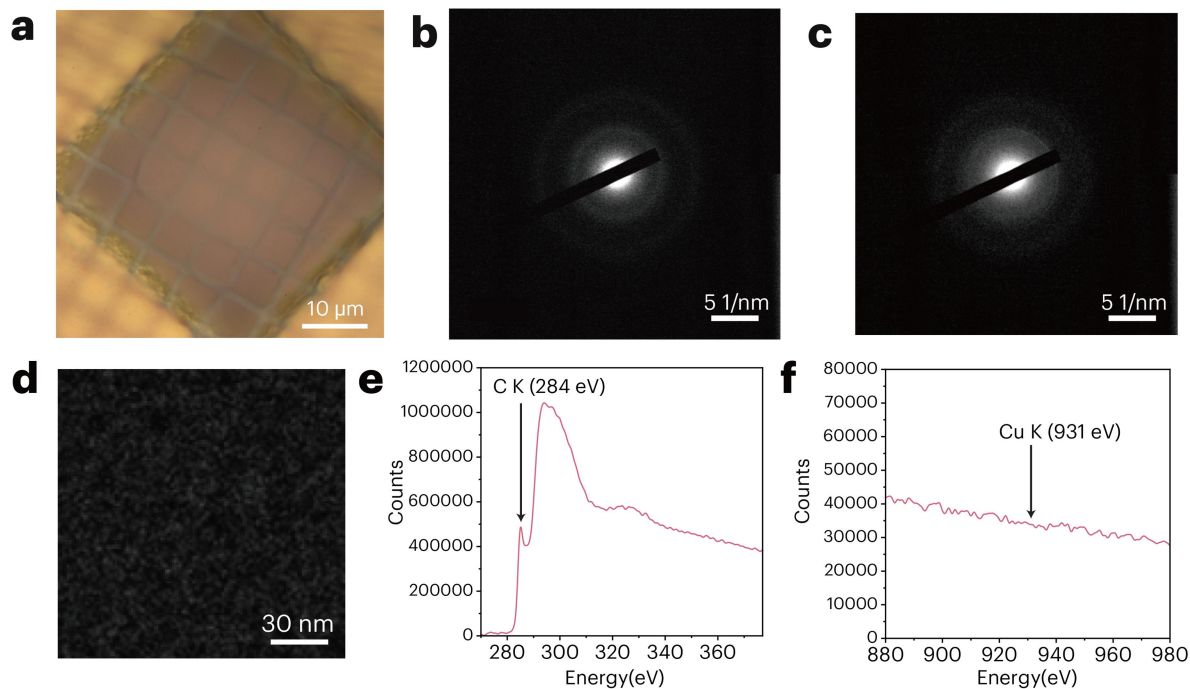 a
10 µm
b
5 1/nm
c
5 1/nm
d
30 nm
e
1200000
1000000
800000
600000
400000
200000
0
Counts
C K (284 eV)
280 300 320 340 360
Energy(eV)
f
80000
70000
60000
50000
40000
30000
20000
10000
0
Counts
Cu K (931 eV)
880 900 920 940 960 980
Energy(eV)